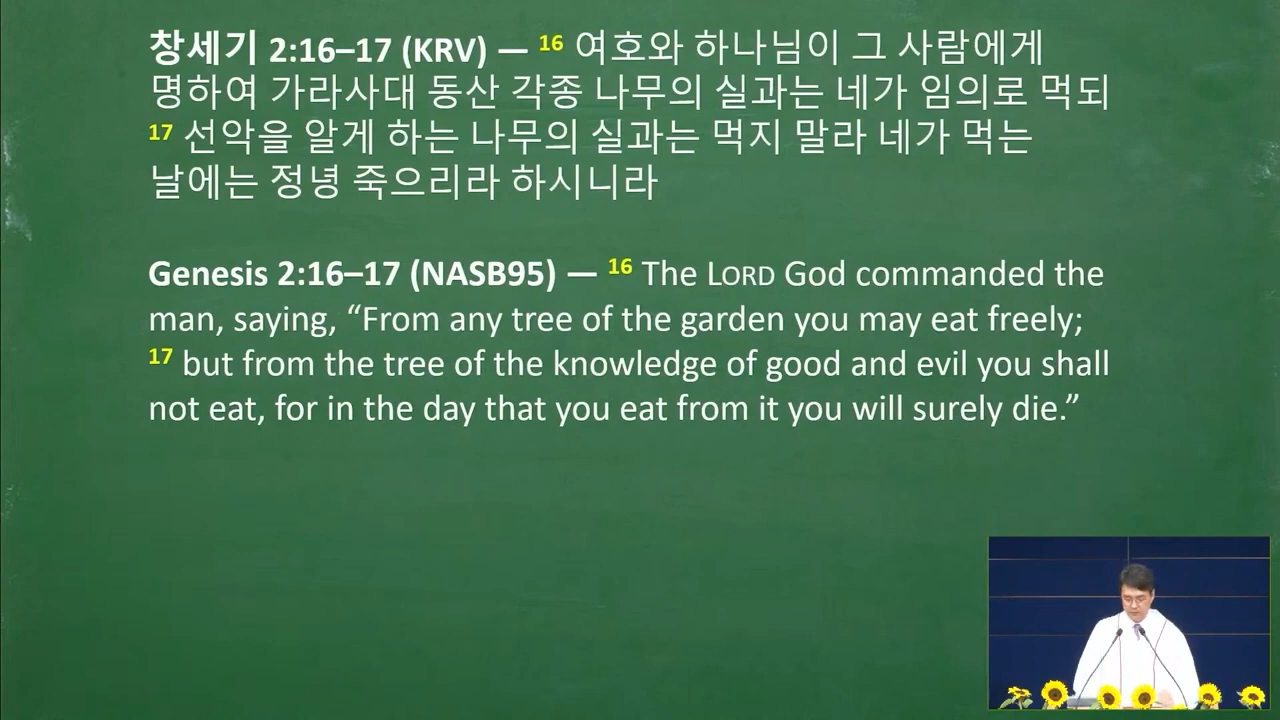 창세기 2:16–17 (KRV) — 16 여호와 하나님이 그 사람에게
명하여 가라사대 동산 각종 나무의 실과는 네가 임의로 먹되
17 선악을 알게 하는 나무의 실과는 먹지 말라 네가 먹는
날에는 정녕 죽으리라 하시니라
Genesis 2:16–17 (NASB95) — 16 The LORD God commanded the
man, saying, “From any tree of the garden you may eat freely;
17 but from the tree of the knowledge of good and evil you shall
not eat, for in the day that you eat from it you will surely die.”